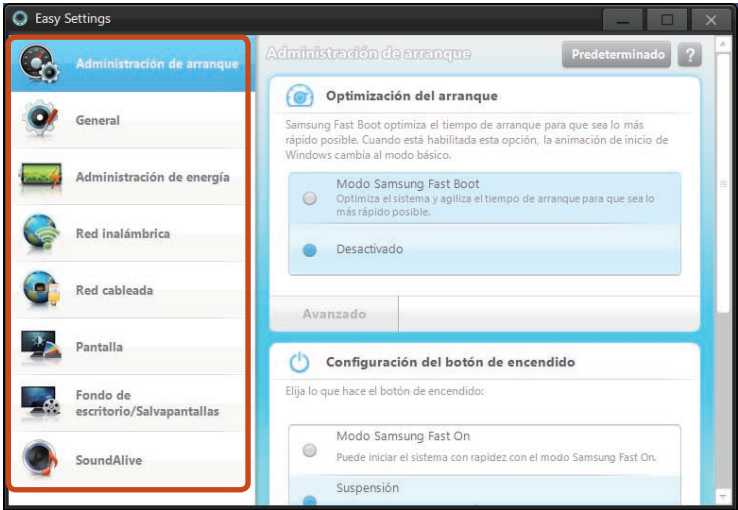 Easy Settings
Administración de arranque
General
Administración de energía
Red inalámbrica
Red cableada
Pantalla
Fondo de
escritorio/Salvapantallas
SoundAlive
Administración de arranque
Predeterminado
?
Optimización del arranque
Samsung Fast Boot optimiza el tiempo de arranque para que sea lo más
rápido posible. Cuando está habilitada esta opción, la animación de inicio de
Windows cambia al modo básico.
Modo Samsung Fast Boot
Optimiza el sistema y agiliza el tiempo de arranque para que sea lo
más rápido posible.
Desactivado
Avanzado
Configuración del botón de encendido
Elija lo que hace el botón de encendido:
Modo Samsung Fast On
Puede iniciar el sistema con rapidez con el modo Samsung Fast On.
Suspensión